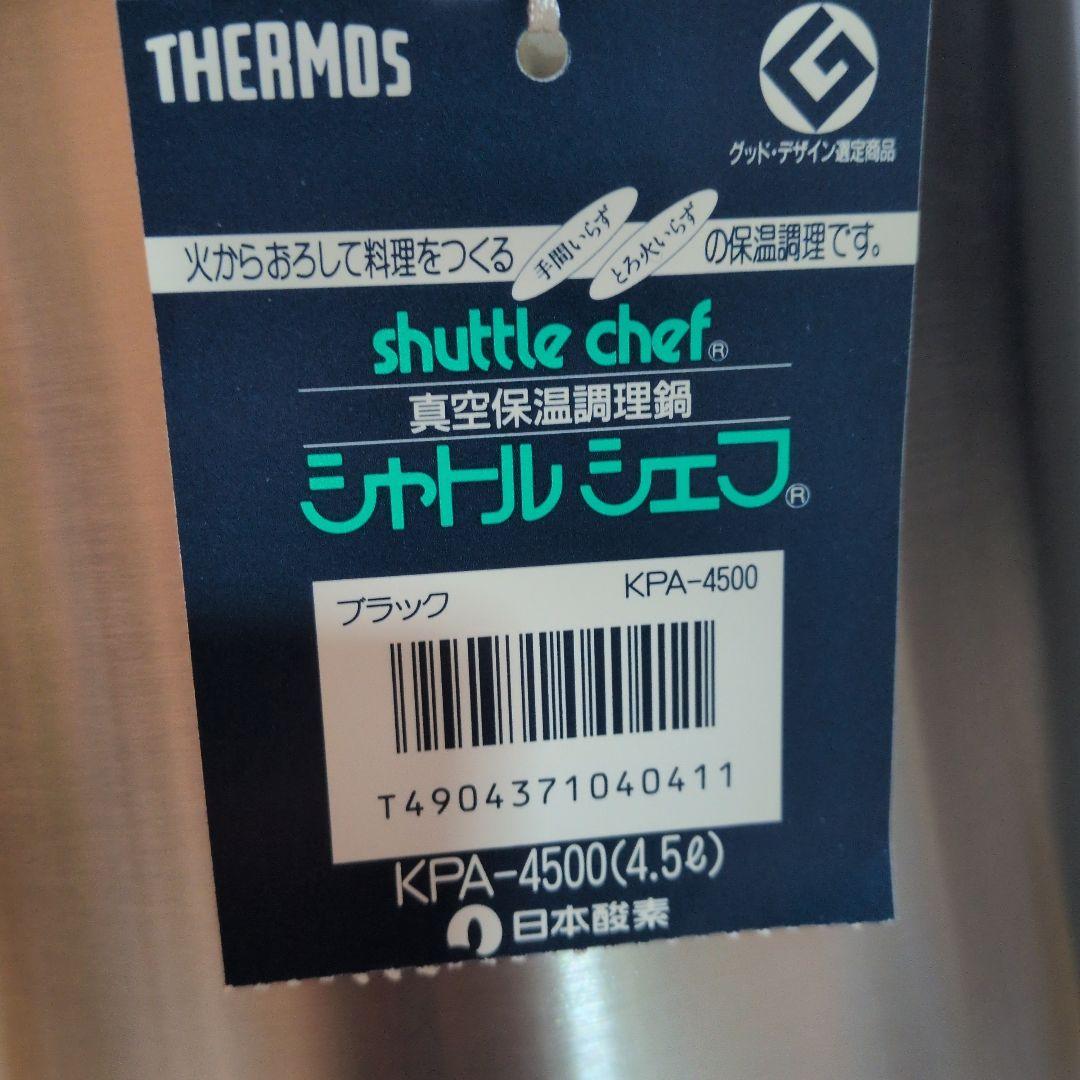 THERMOS
G
グッド・デザイン選定商品
火からおろして料理をつくる 手間いらず とろ火いらず の保温調理です。
shuttle chef®
真空保温調理鍋
シャトルシェフ®
ブラック KPA-4500
T4904371040411
KPA-4500(4.5ℓ)
日本酸素